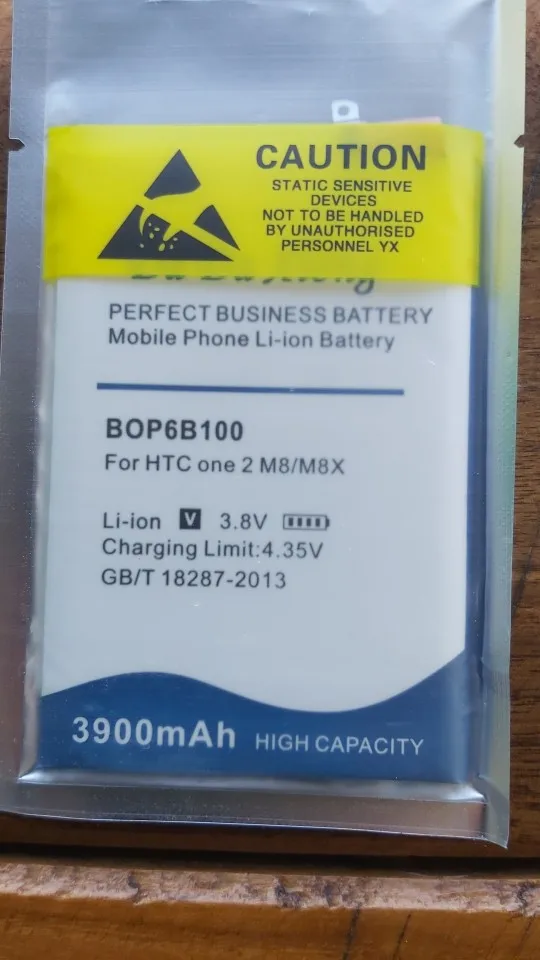 CAUTION
STATIC SENSITIVE
DEVICES
NOT TO BE HANDLED
BY UNAUTHORISED
PERSONNEL YX
PERFECT BUSINESS BATTERY
Mobile Phone Li-ion Battery
BOP6B100
For HTC one 2 M8/M8X
Li-ion V 3.8V
Charging Limit:4.35V
GB/T 18287-2013
3900mAh HIGH CAPACITY